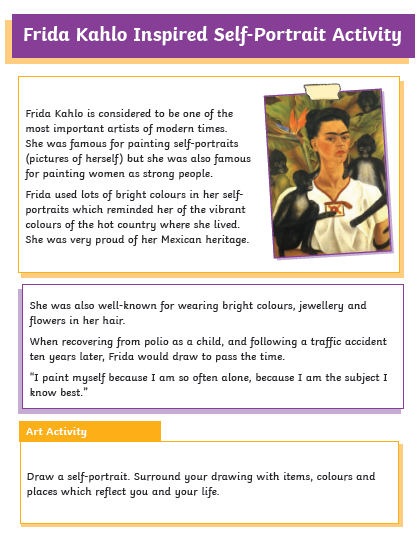 Frida Kahlo Inspired Self-Portrait Activity
Frida Kahlo is considered to be one of the
most important artists of modern times.
She was famous for painting self-portraits
(pictures of herself) but she was also famous
for painting women as strong people.
Frida used lots of bright colours in her self-
portraits which reminded her of the vibrant
colours of the hot country where she lived.
She was very proud of her Mexican heritage.
She was also well-known for wearing bright colours, jewellery and
flowers in her hair.
When recovering from polio as a child, and following a traffic accident
ten years later, Frida would draw to pass the time.
“I paint myself because I am so often alone, because I am the subject I
know best.”
Art Activity
Draw a self-portrait. Surround your drawing with items, colours and
places which reflect you and your life.